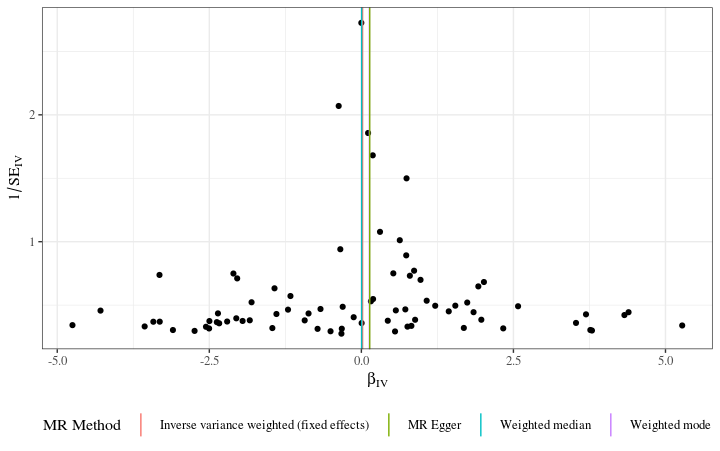 2
1
1/SE_IV
-5.0 -2.5 0.0 2.5 5.0
β_IV
MR Method Inverse variance weighted (fixed effects) MR Egger Weighted median Weighted mode